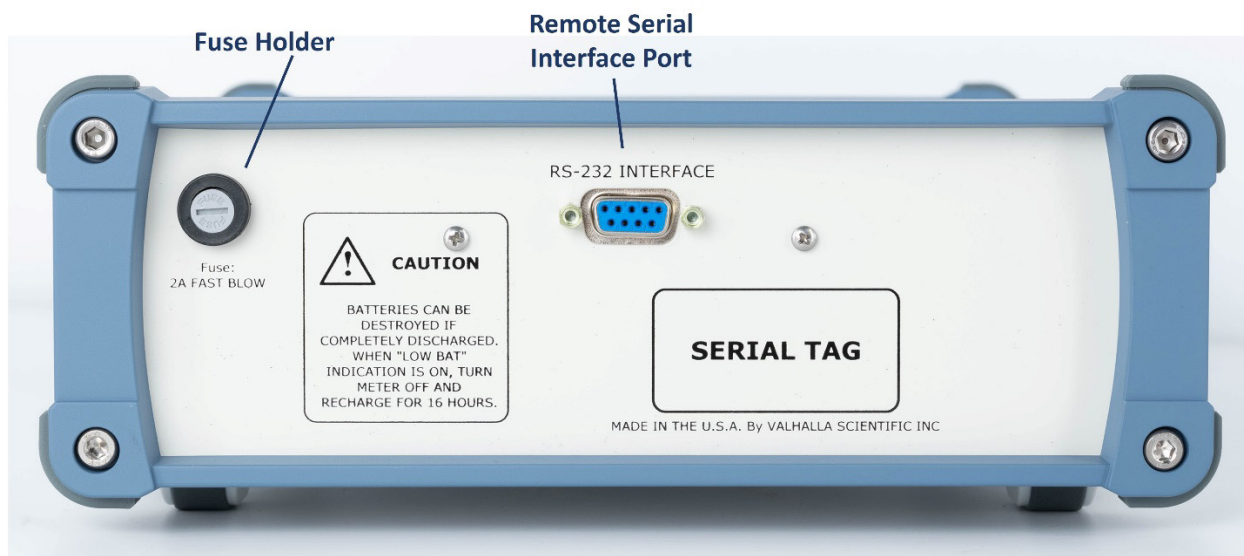 Fuse Holder
Remote Serial
Interface Port
RS-232 INTERFACE
Fuse:
2A FAST BLOW
CAUTION
BATTERIES CAN BE
DESTROYED IF
COMPLETELY DISCHARGED.
WHEN "LOW BAT"
INDICATION IS ON, TURN
METER OFF AND
RECHARGE FOR 16 HOURS.
SERIAL TAG
MADE IN THE U.S.A. By VALHALLA SCIENTIFIC INC